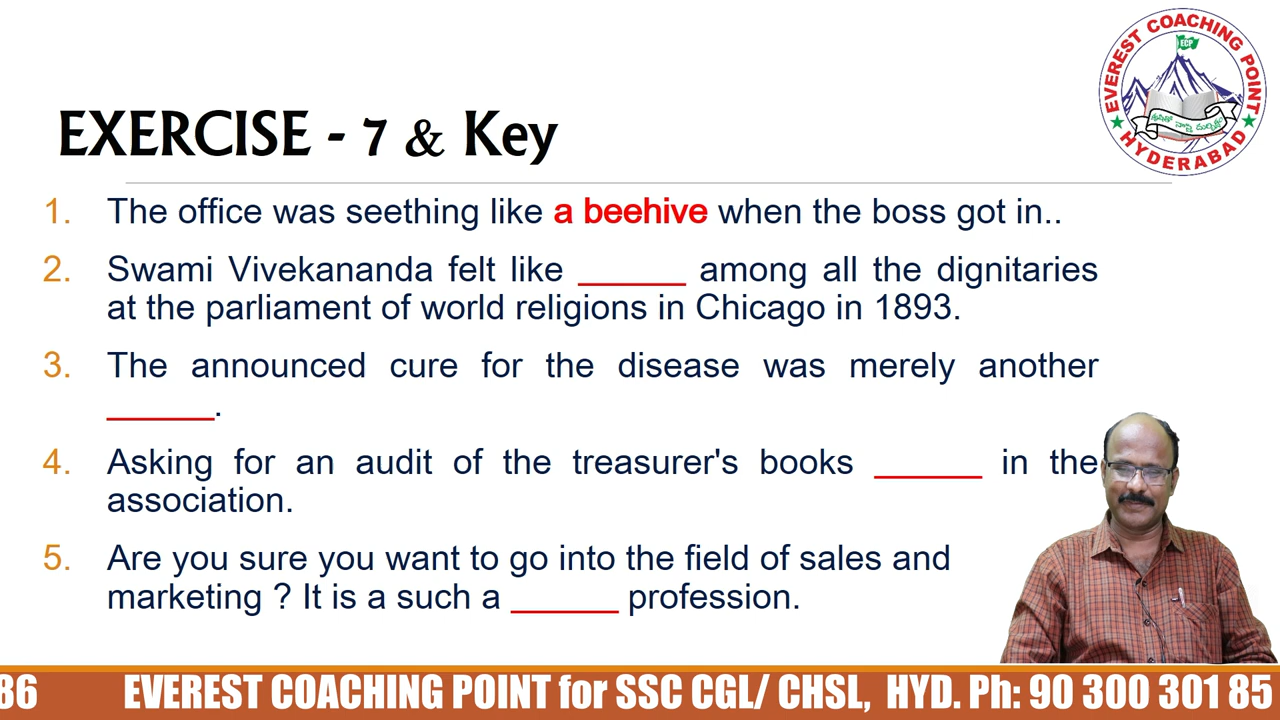 EVEREST COACHING POINT
ECP
HYDERABAD
EXERCISE - 7 & Key
1. The office was seething like a beehive when the boss got in..
2. Swami Vivekananda felt like ______ among all the dignitaries
at the parliament of world religions in Chicago in 1893.
3. The announced cure for the disease was merely another
______.
4. Asking for an audit of the treasurer's books ______ in the
association.
5. Are you sure you want to go into the field of sales and
marketing ? It is a such a ______ profession.
86 EVEREST COACHING POINT for SSC CGL/ CHSL, HYD. Ph: 90 300 301 85